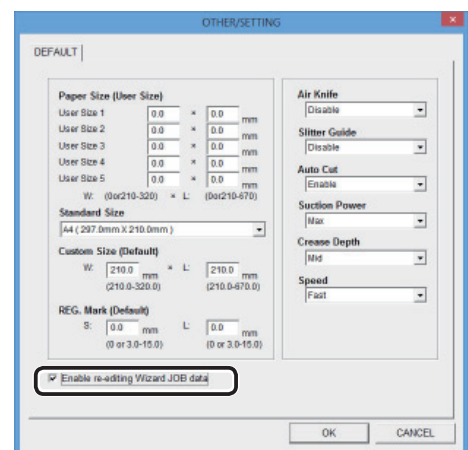 OTHER/SETTING
DEFAULT
Paper Size (User Size)
User Size 1 0.0 × 0.0 mm
User Size 2 0.0 × 0.0 mm
User Size 3 0.0 × 0.0 mm
User Size 4 0.0 × 0.0 mm
User Size 5 0.0 × 0.0 mm
W: (0or210-320) × L: (0or210-670)
Standard Size
A4 ( 297.0mm X 210.0mm )
Custom Size (Default)
W: 210.0 mm × L: 210.0 mm
(210.0-320.0) (210.0-670.0)
REG. Mark (Default)
S: 0.0 mm L: 0.0 mm
(0 or 3.0-15.0) (0 or 3.0-15.0)
Air Knife
Disable
Slitter Guide
Disable
Auto Cut
Enable
Suction Power
Max
Crease Depth
Mid
Speed
Fast
Enable re-editing Wizard JOB data
OK CANCEL